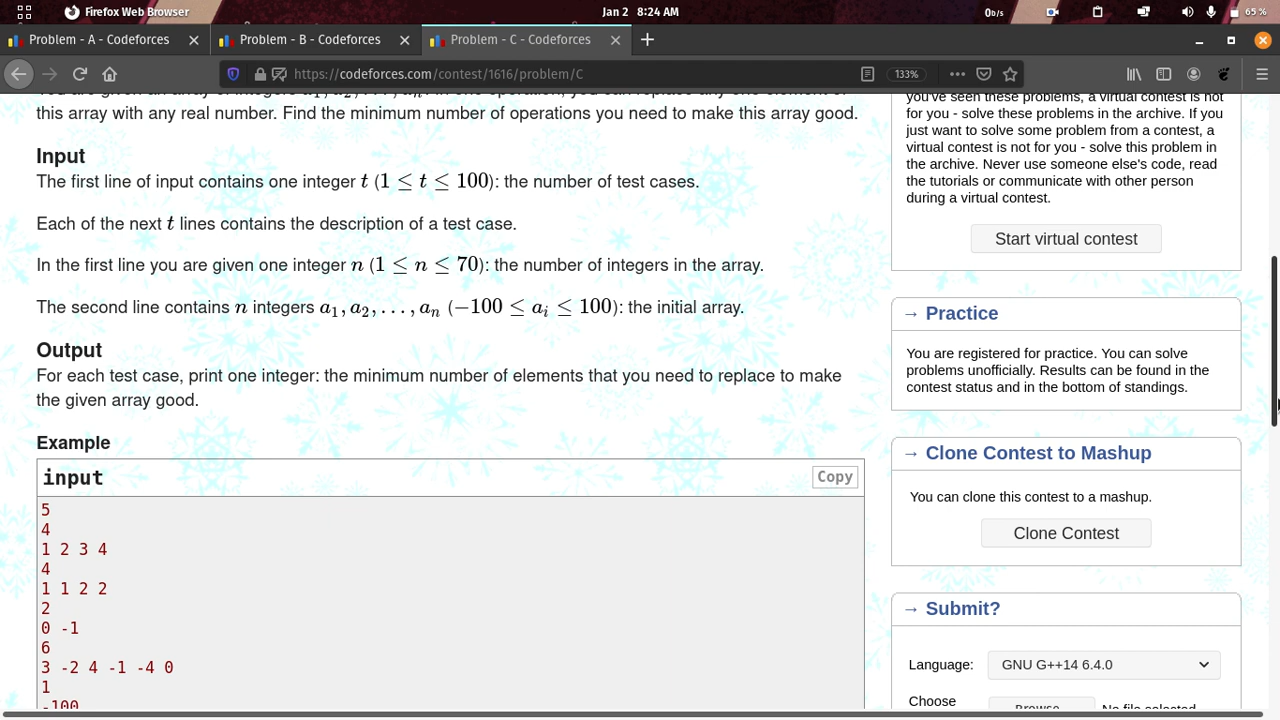 Firefox Web Browser
Jan 2 8:24 AM
0b/s
65 %
Problem - A - Codeforces
Problem - B - Codeforces
Problem - C - Codeforces
https://codeforces.com/contest/1616/problem/C
133%
this array with any real number. Find the minimum number of operations you need to make this array good.
Input
The first line of input contains one integer t (1 ≤ t ≤ 100): the number of test cases.
Each of the next t lines contains the description of a test case.
In the first line you are given one integer n (1 ≤ n ≤ 70): the number of integers in the array.
The second line contains n integers a1, a2, . . . , an (−100 ≤ ai ≤ 100): the initial array.
Output
For each test case, print one integer: the minimum number of elements that you need to replace to make
the given array good.
Example
input
Copy
5
4
1 2 3 4
4
1 1 2 2
2
0 -1
6
3 -2 4 -1 -4 0
1
-100
you've seen these problems, a virtual contest is not
for you - solve these problems in the archive. If you
just want to solve some problem from a contest, a
virtual contest is not for you - solve this problem in
the archive. Never use someone else's code, read
the tutorials or communicate with other person
during a virtual contest.
Start virtual contest
→ Practice
You are registered for practice. You can solve
problems unofficially. Results can be found in the
contest status and in the bottom of standings.
→ Clone Contest to Mashup
You can clone this contest to a mashup.
Clone Contest
→ Submit?
Language:
GNU G++14 6.4.0
Choose
Browse...
No file selected.